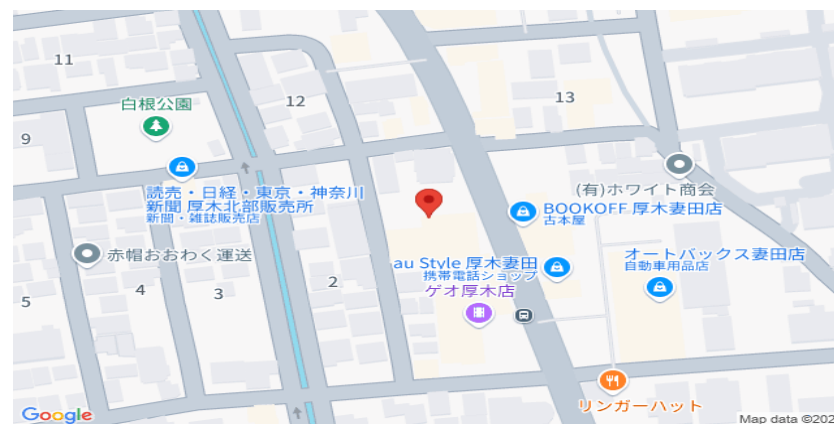 11
白根公園
12
13
9
読売・日経・東京・神奈川
新聞 厚木北部販売所
新聞・雑誌販売店
(有)ホワイト商会
BOOKOFF 厚木妻田店
古本屋
赤帽おおわく運送
au Style 厚木妻田
携帯電話ショップ
オートバックス妻田店
自動車用品店
5
4
3
2
ゲオ厚木店
リンガーハット
Google
Map data ©202